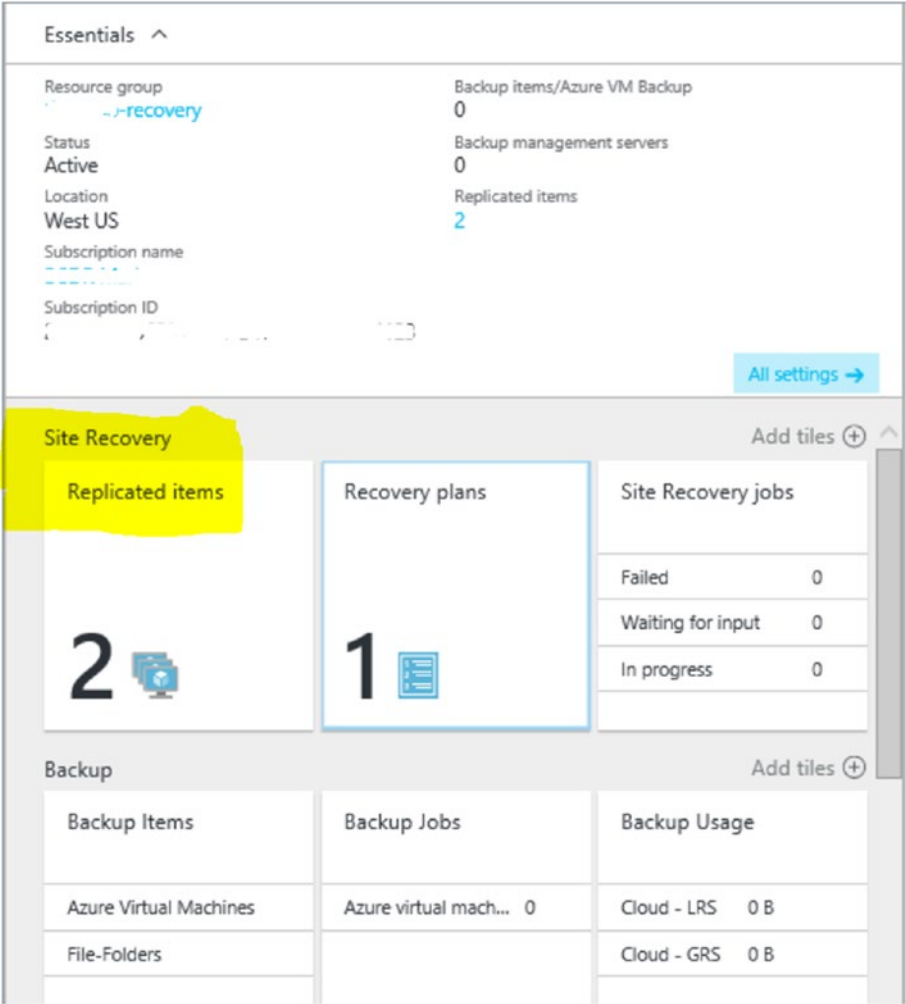 Essentials
Resource group
Backup items/Azure VM Backup
-recovery
0
Status
Backup management servers
Active
0
Location
Replicated items
West US
2
Subscription name
Subscription ID
All settings →
Site Recovery
Add tiles
Replicated items
Recovery plans
Site Recovery jobs
Failed 0
Waiting for input 0
In progress 0
2
1
Backup
Add tiles
Backup Items
Backup Jobs
Backup Usage
Azure Virtual Machines
Azure virtual mach... 0
Cloud - LRS 0 B
File-Folders
Cloud - GRS 0 B